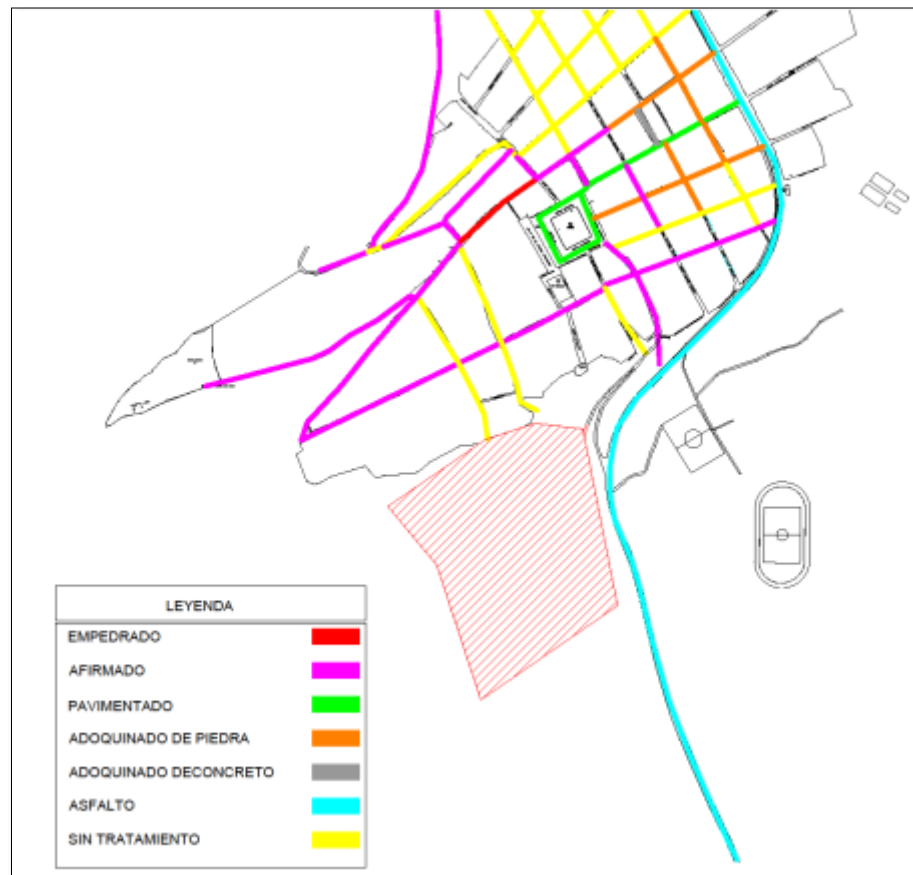 LEYENDA
EMPEDRADO
AFIRMADO
PAVIMENTADO
ADOQUINADO DE PIEDRA
ADOQUINADO DECONCRETO
ASFALTO
SIN TRATAMIENTO